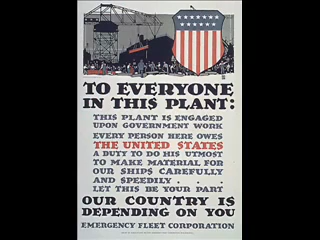 TO EVERYONE
IN THIS PLANT:
THIS PLANT IS ENGAGED
UPON GOVERNMENT WORK
EVERY PERSON HERE OWES
THE UNITED STATES
A DUTY TO DO HIS UTMOST
TO MAKE MATERIAL FOR
OUR SHIPS CAREFULLY
AND SPEEDILY . . .
LET THIS BE YOUR PART
OUR COUNTRY IS
DEPENDING ON YOU
EMERGENCY FLEET CORPORATION